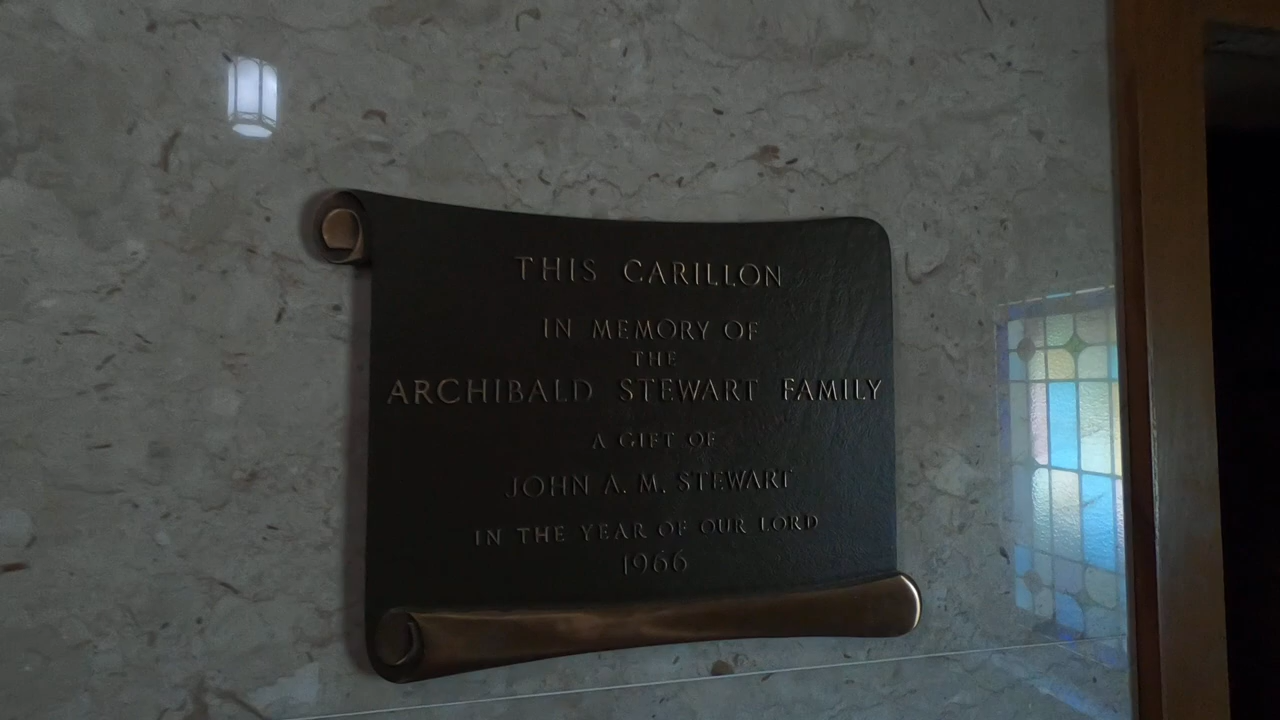 THIS CARILLON
IN MEMORY OF
THE
ARCHIBALD STEWART FAMILY
A GIFT OF
JOHN A. M. STEWART
IN THE YEAR OF OUR LORD
1966